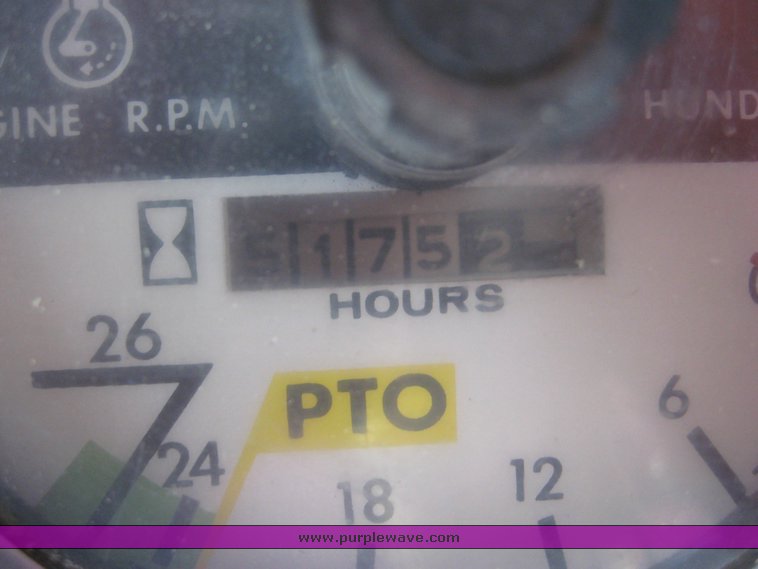 GINE R.P.M. HUND
51752
HOURS
26
PTO
6
24
18
12
www.purplewave.com